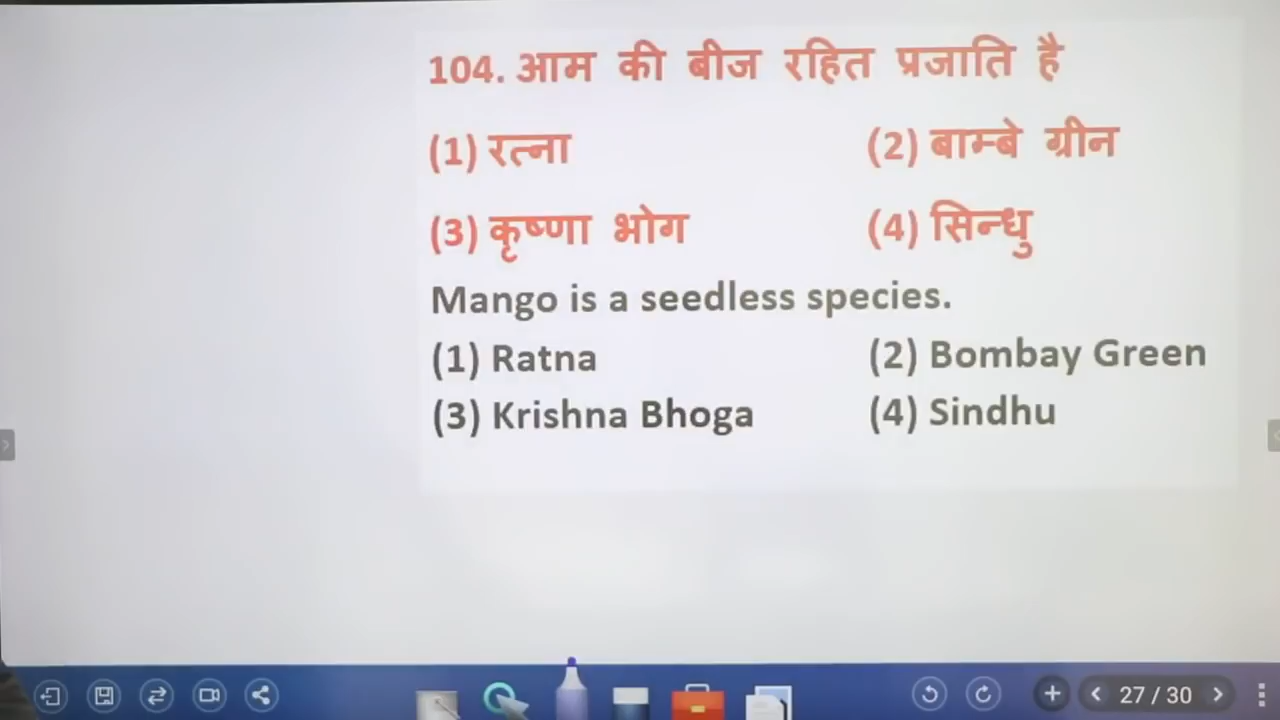 104. आम की बीज रहित प्रजाति है
(1) रत्ना (2) बाम्बे ग्रीन
(3) कृष्णा भोग (4) सिन्धु
Mango is a seedless species.
(1) Ratna (2) Bombay Green
(3) Krishna Bhoga (4) Sindhu
27 / 30